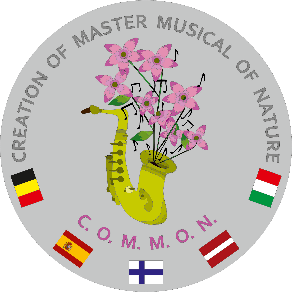 CREATION OF MASTER MUSICAL OF NATURE
C. O. M. M. O. N.